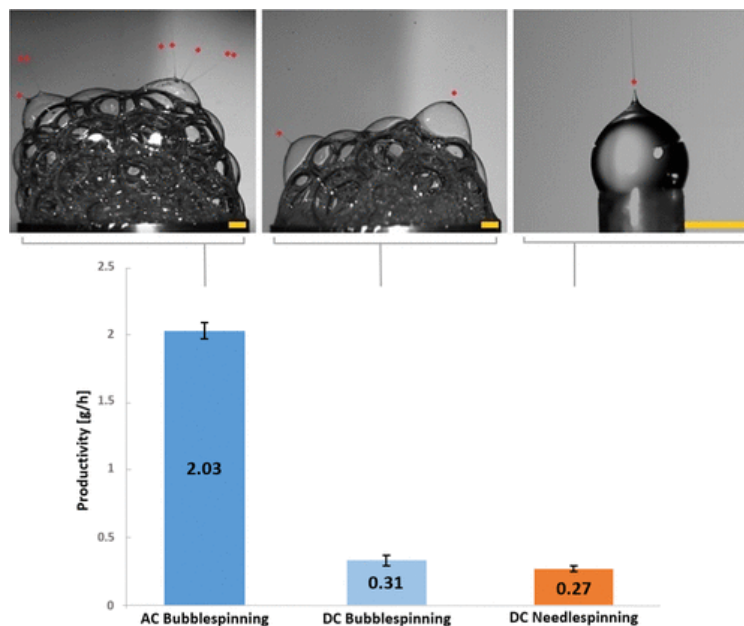 2.5
2
1.5
1
0.5
0
Productivity [g/h]
2.03
0.31
0.27
AC Bubblespinning
DC Bubblespinning
DC Needlespinning